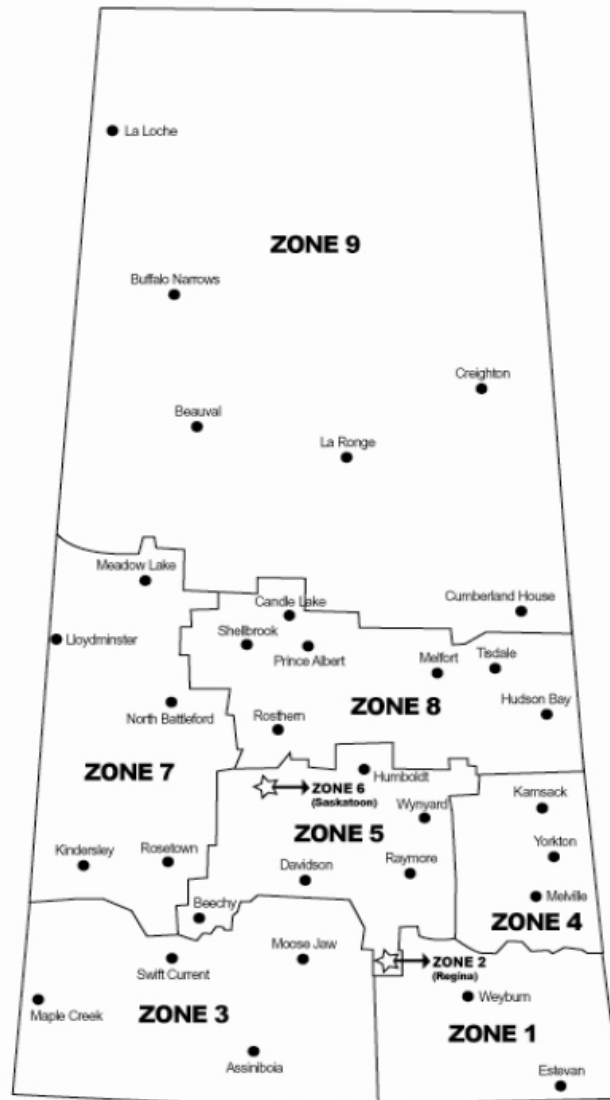 La Loche
ZONE 9
Buffalo Narrows
Creighton
Beauval
La Ronge
Meadow Lake
Candle Lake
Cumberland House
Shellbrook
Lloydminster
Prince Albert
Tisdale
Melfort
North Battleford
Hudson Bay
ZONE 8
Rosthern
ZONE 7
Humboldt
ZONE 6
(Saskatoon)
Kamsack
Wynyard
ZONE 5
Yorkton
Kindersley
Rosetown
Davidson
Raymore
Melville
Beechy
ZONE 4
Moose Jaw
ZONE 2
(Regina)
Swift Current
Weyburn
Maple Creek
ZONE 3
ZONE 1
Assiniboia
Estevan